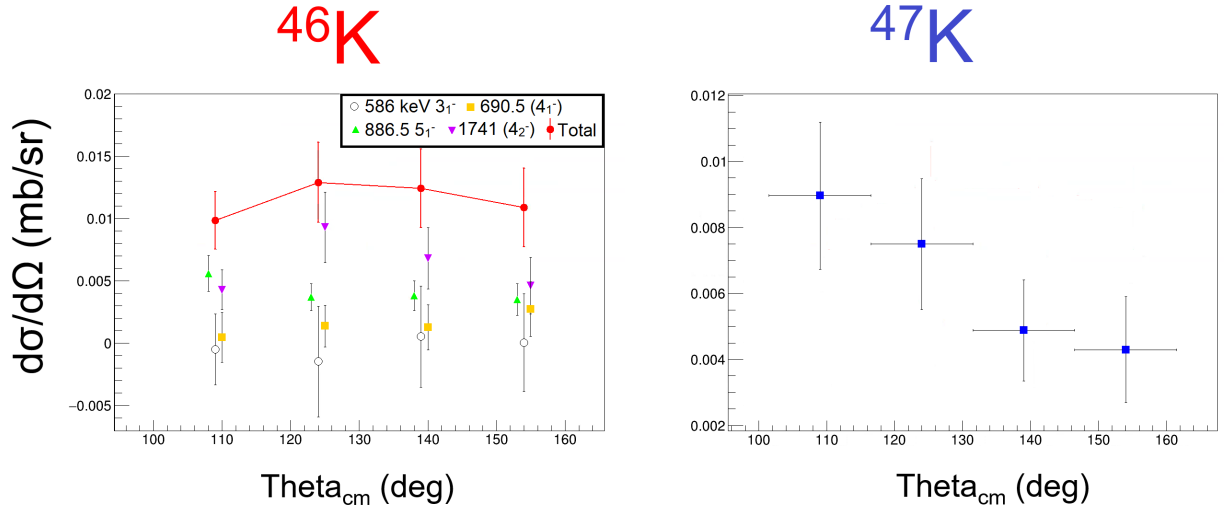 46K
47K
dσ/dΩ (mb/sr)
586 keV 3₁⁻ 690.5 (4₁⁻)
886.5 5₁⁻ 1741 (4₂⁻) Total
0.02
0.015
0.01
0.005
0
−0.005
100 110 120 130 140 150 160
Theta_cm (deg)
0.012
0.01
0.008
0.006
0.004
0.002
100 110 120 130 140 150 160
Theta_cm (deg)